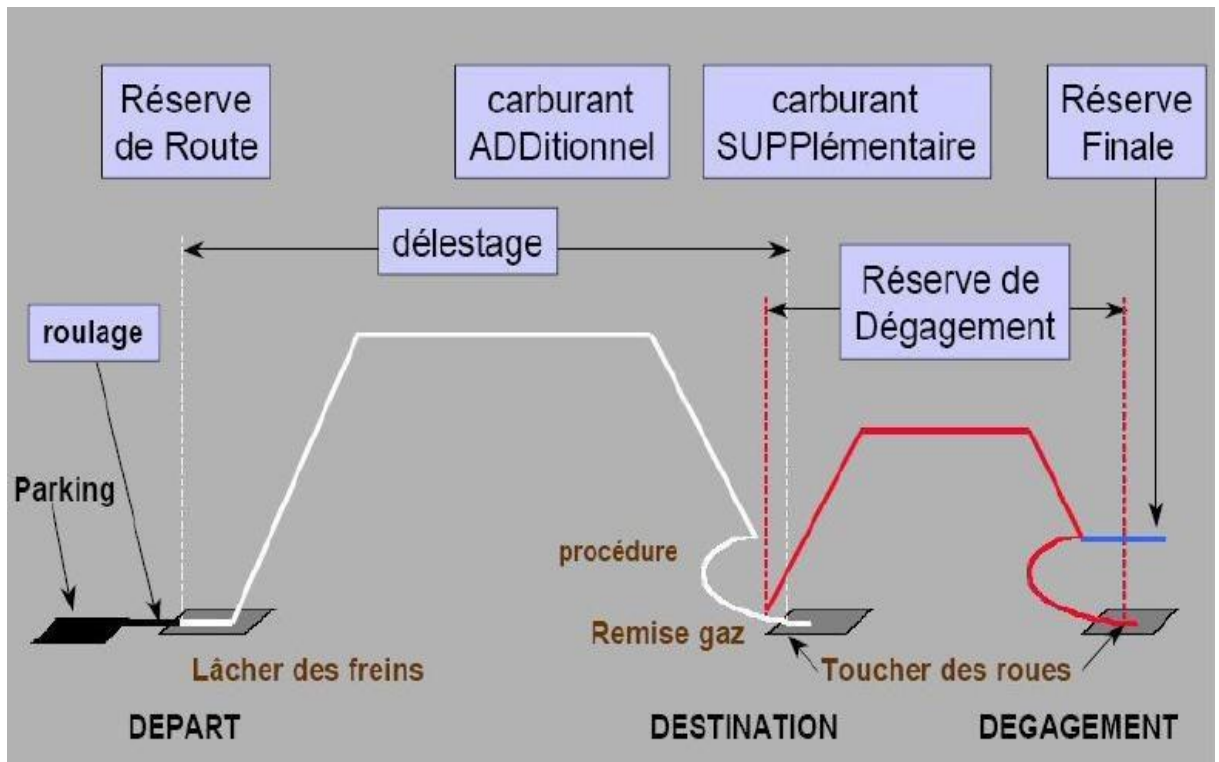 Réserve
de Route
carburant
ADDitionnel
carburant
SUPPlémentaire
Réserve
Finale
délestage
Réserve de
Dégagement
roulage
Parking
procédure
Remise gaz
Lâcher des freins
Toucher des roues
DEPART
DESTINATION
DEGAGEMENT